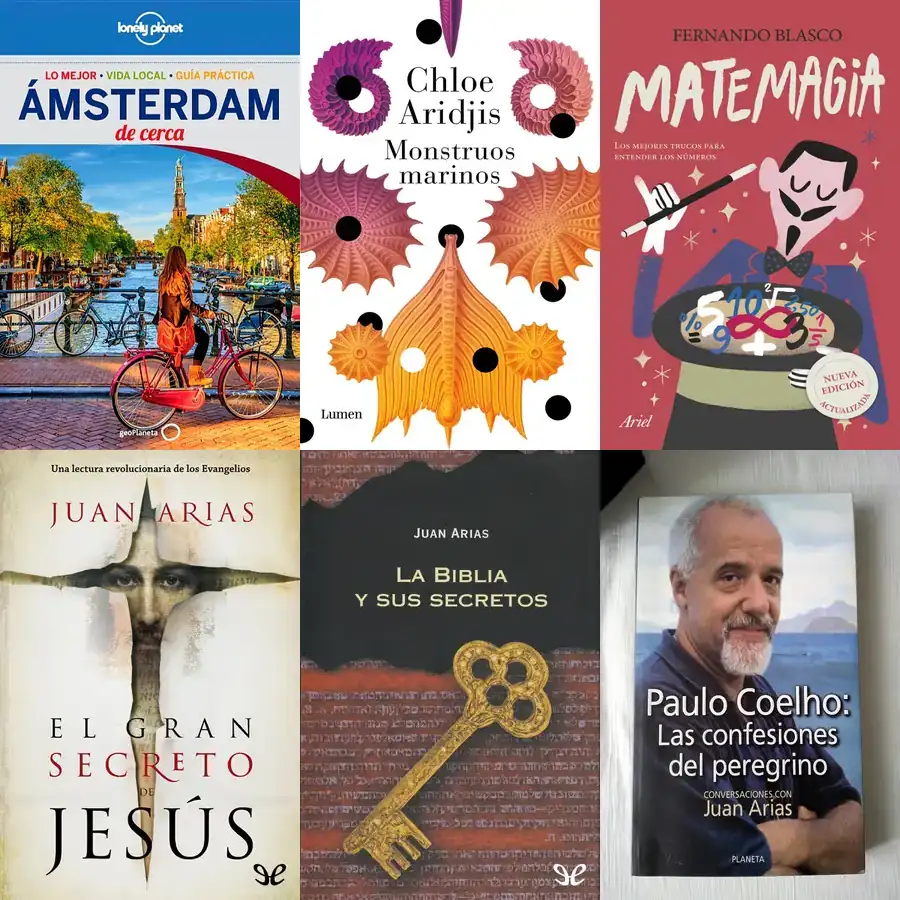 lonely planet
LO MEJOR • VIDA LOCAL • GUÍA PRÁCTICA
ÁMSTERDAM
de cerca
geoPlaneta
Chloe
Aridjis
Monstruos
marinos
Lumen
FERNANDO BLASCO
MATEMAGIA
LOS MEJORES TRUCOS PARA
ENTENDER LOS NÚMEROS
NUEVA
EDICIÓN
ACTUALIZADA
Ariel
Una lectura revolucionaria de los Evangelios
JUAN ARIAS
EL GRAN
SECRETO
DE
JESÚS
JUAN ARIAS
LA BIBLIA
Y SUS SECRETOS
Paulo Coelho:
Las confesiones
del peregrino
CONVERSACIONES CON
Juan Arias
PLANETA